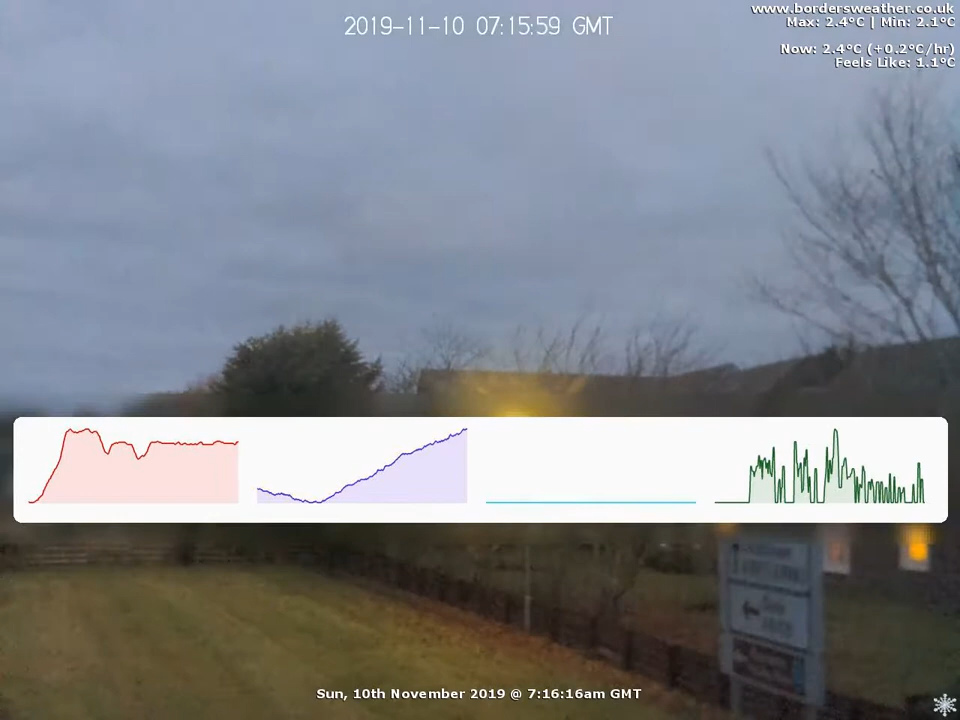 2019-11-10 07:15:59 GMT
www.bordersweather.co.uk
Max: 2.4°C | Min: 2.1°C
Now: 2.4°C (+0.2°C/hr)
Feels Like: 1.1°C
Sun, 10th November 2019 @ 7:16:16am GMT